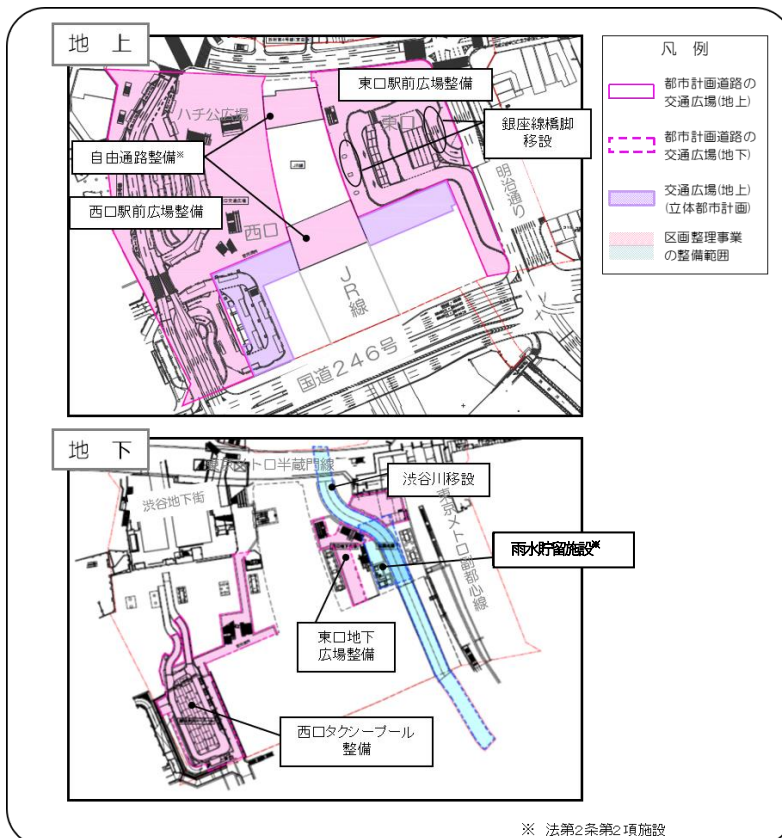 地 上
ハチ公広場
東口駅前広場整備
東口
銀座線橋脚
移設
自由通路整備※
西口駅前広場整備
西口
明治通り
JR線
国道246号
凡 例
都市計画道路の
交通広場(地上)
都市計画道路の
交通広場(地下)
交通広場(地上)
(立体都市計画)
区画整理事業
の整備範囲
地 下
メトロ半蔵門線
渋谷地下街
渋谷川移設
東京メトロ副都心線
雨水貯留施設※
東口地下
広場整備
西口タクシープール
整備
※ 法第2条第2項施設